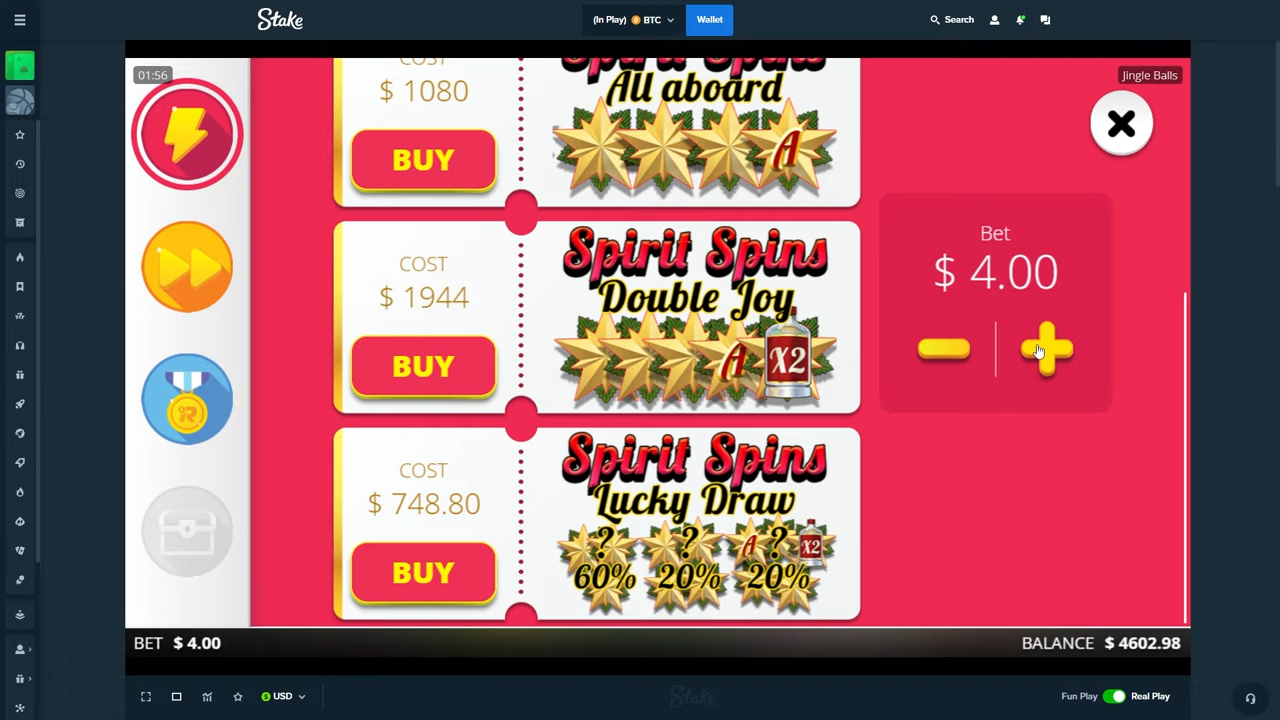 Stake
(In Play) BTC
Wallet
Search
01:56
Jingle Balls
COST
$ 1080
BUY
Spirit Spins
All aboard
A
COST
$ 1944
BUY
Spirit Spins
Double Joy
A X2
COST
$ 748.80
BUY
Spirit Spins
Lucky Draw
? ? A ? X2
60% 20% 20%
Bet
$ 4.00
R
BET $ 4.00
BALANCE $ 4602.98
USD
Stake
Fun Play Real Play